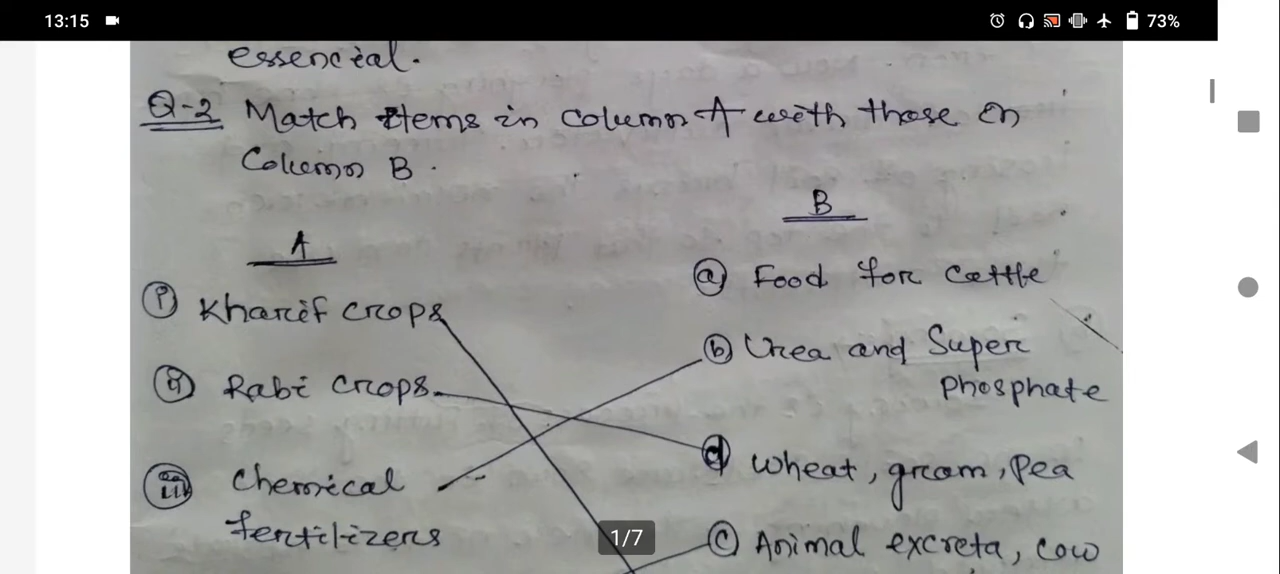 13:15
73%
essencial.
Q-2 Match Items in column A with those in
Column B.
A
B
(i) Kharif crops
(a) Food for cattle
(ii) Rabi crops
(b) Urea and Super
phosphate
(iii) Chemical
fertilizers
(d) Wheat, gram, pea
(c) Animal excreta, cow
1/7